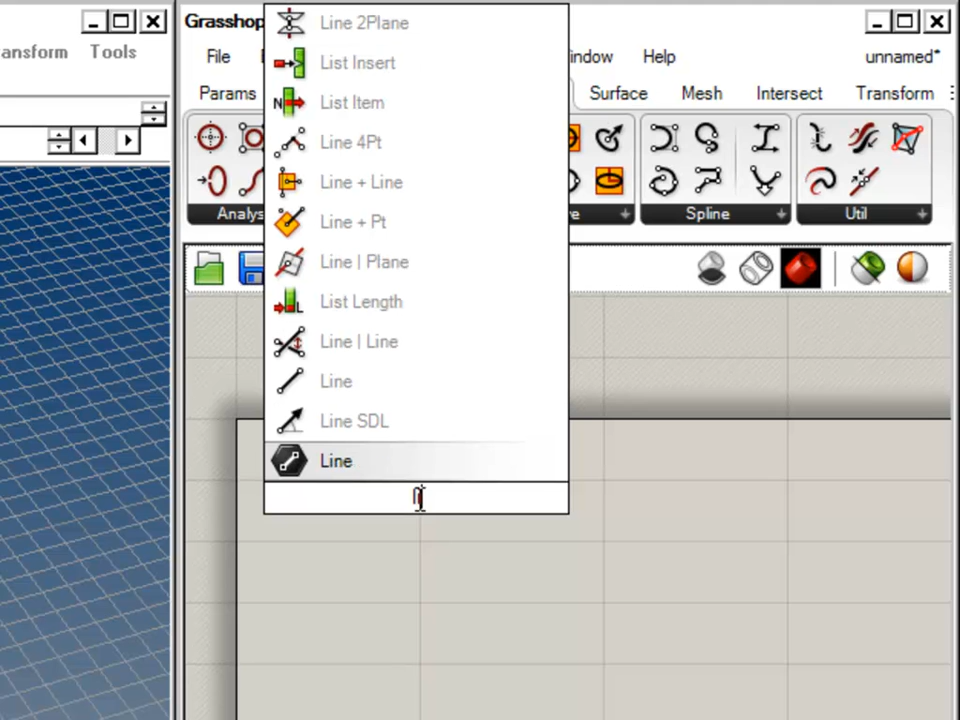 Grasshop
unnamed*
ansform Tools
File indow Help
Params Surface Mesh Intersect Transform
Analys Spline Util
Line 2Plane
List Insert
List Item
Line 4Pt
Line + Line
Line + Pt
Line | Plane
List Length
Line | Line
Line
Line SDL
Line